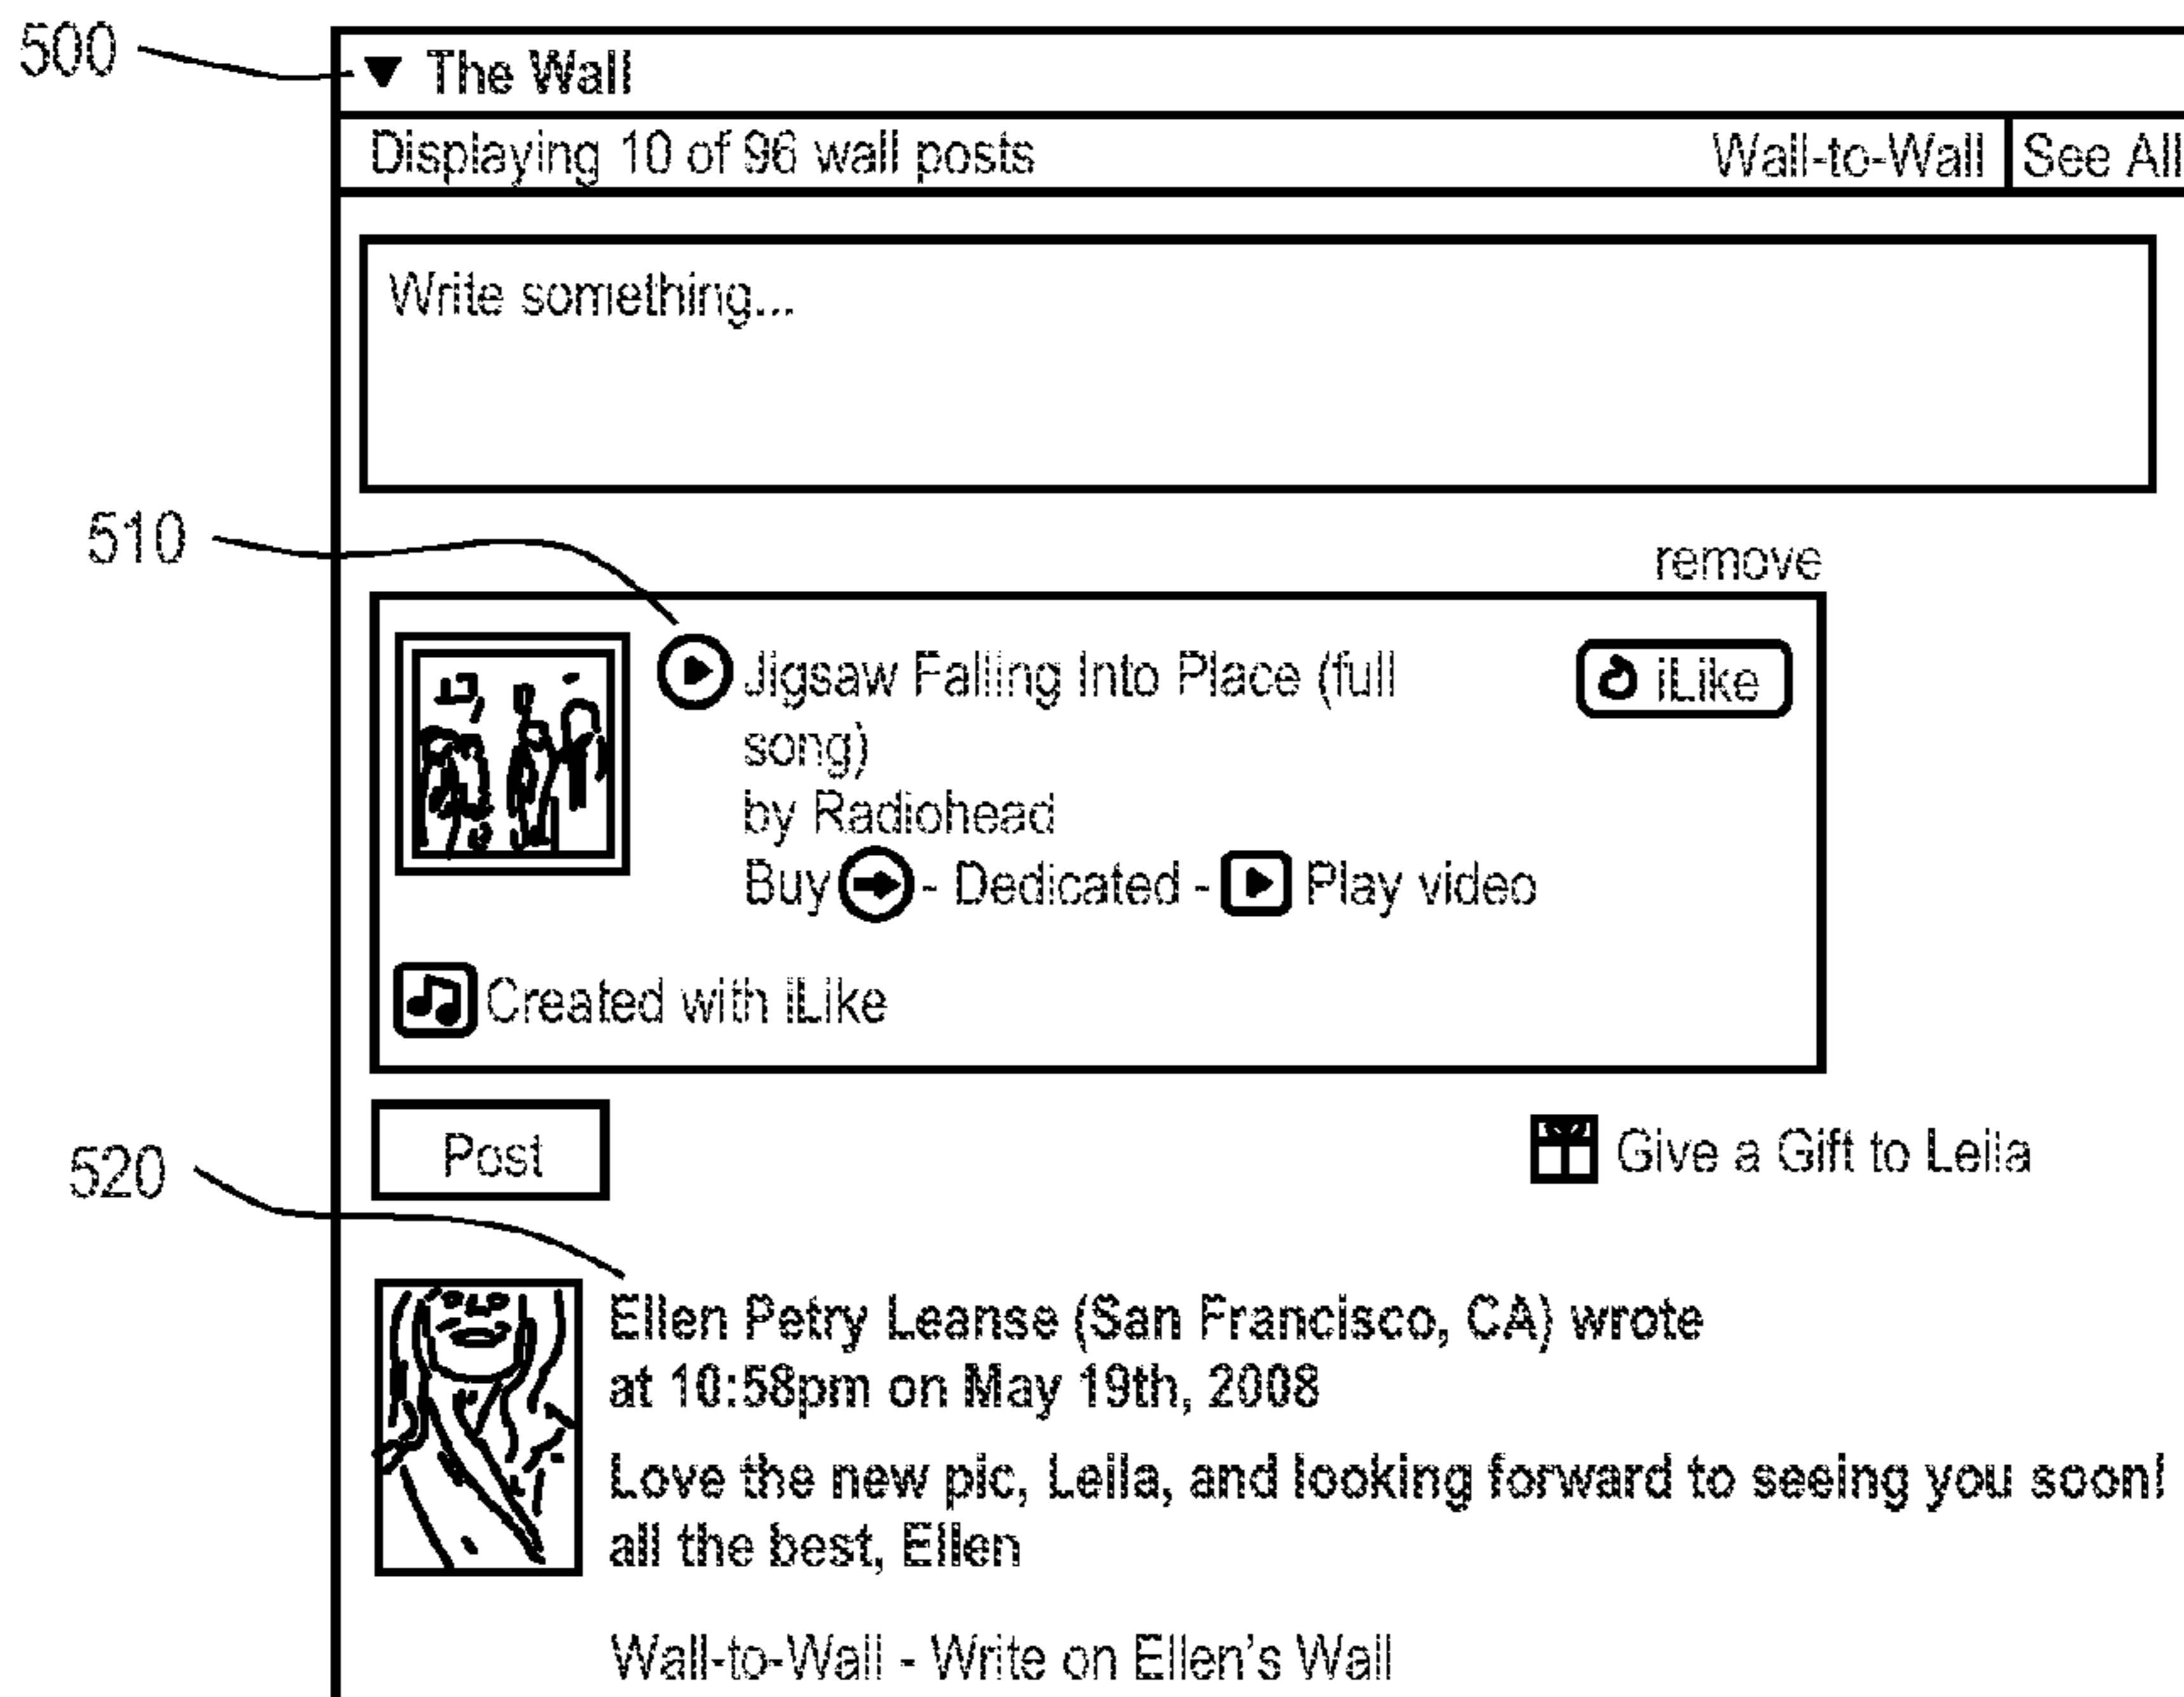 500
▼ The Wall
Displaying 10 of 96 wall posts Wall-to-Wall See All
Write something...
510
remove
Jigsaw Falling Into Place (full iLike
song)
by Radiohead
Buy - Dedicated - Play video
Created with iLike
Post Give a Gift to Leila
520
Ellen Petry Leanse (San Francisco, CA) wrote
at 10:58pm on May 19th, 2008
Love the new pic, Leila, and looking forward to seeing you soon!
all the best, Ellen
Wall-to-Wall - Write on Ellen's Wall